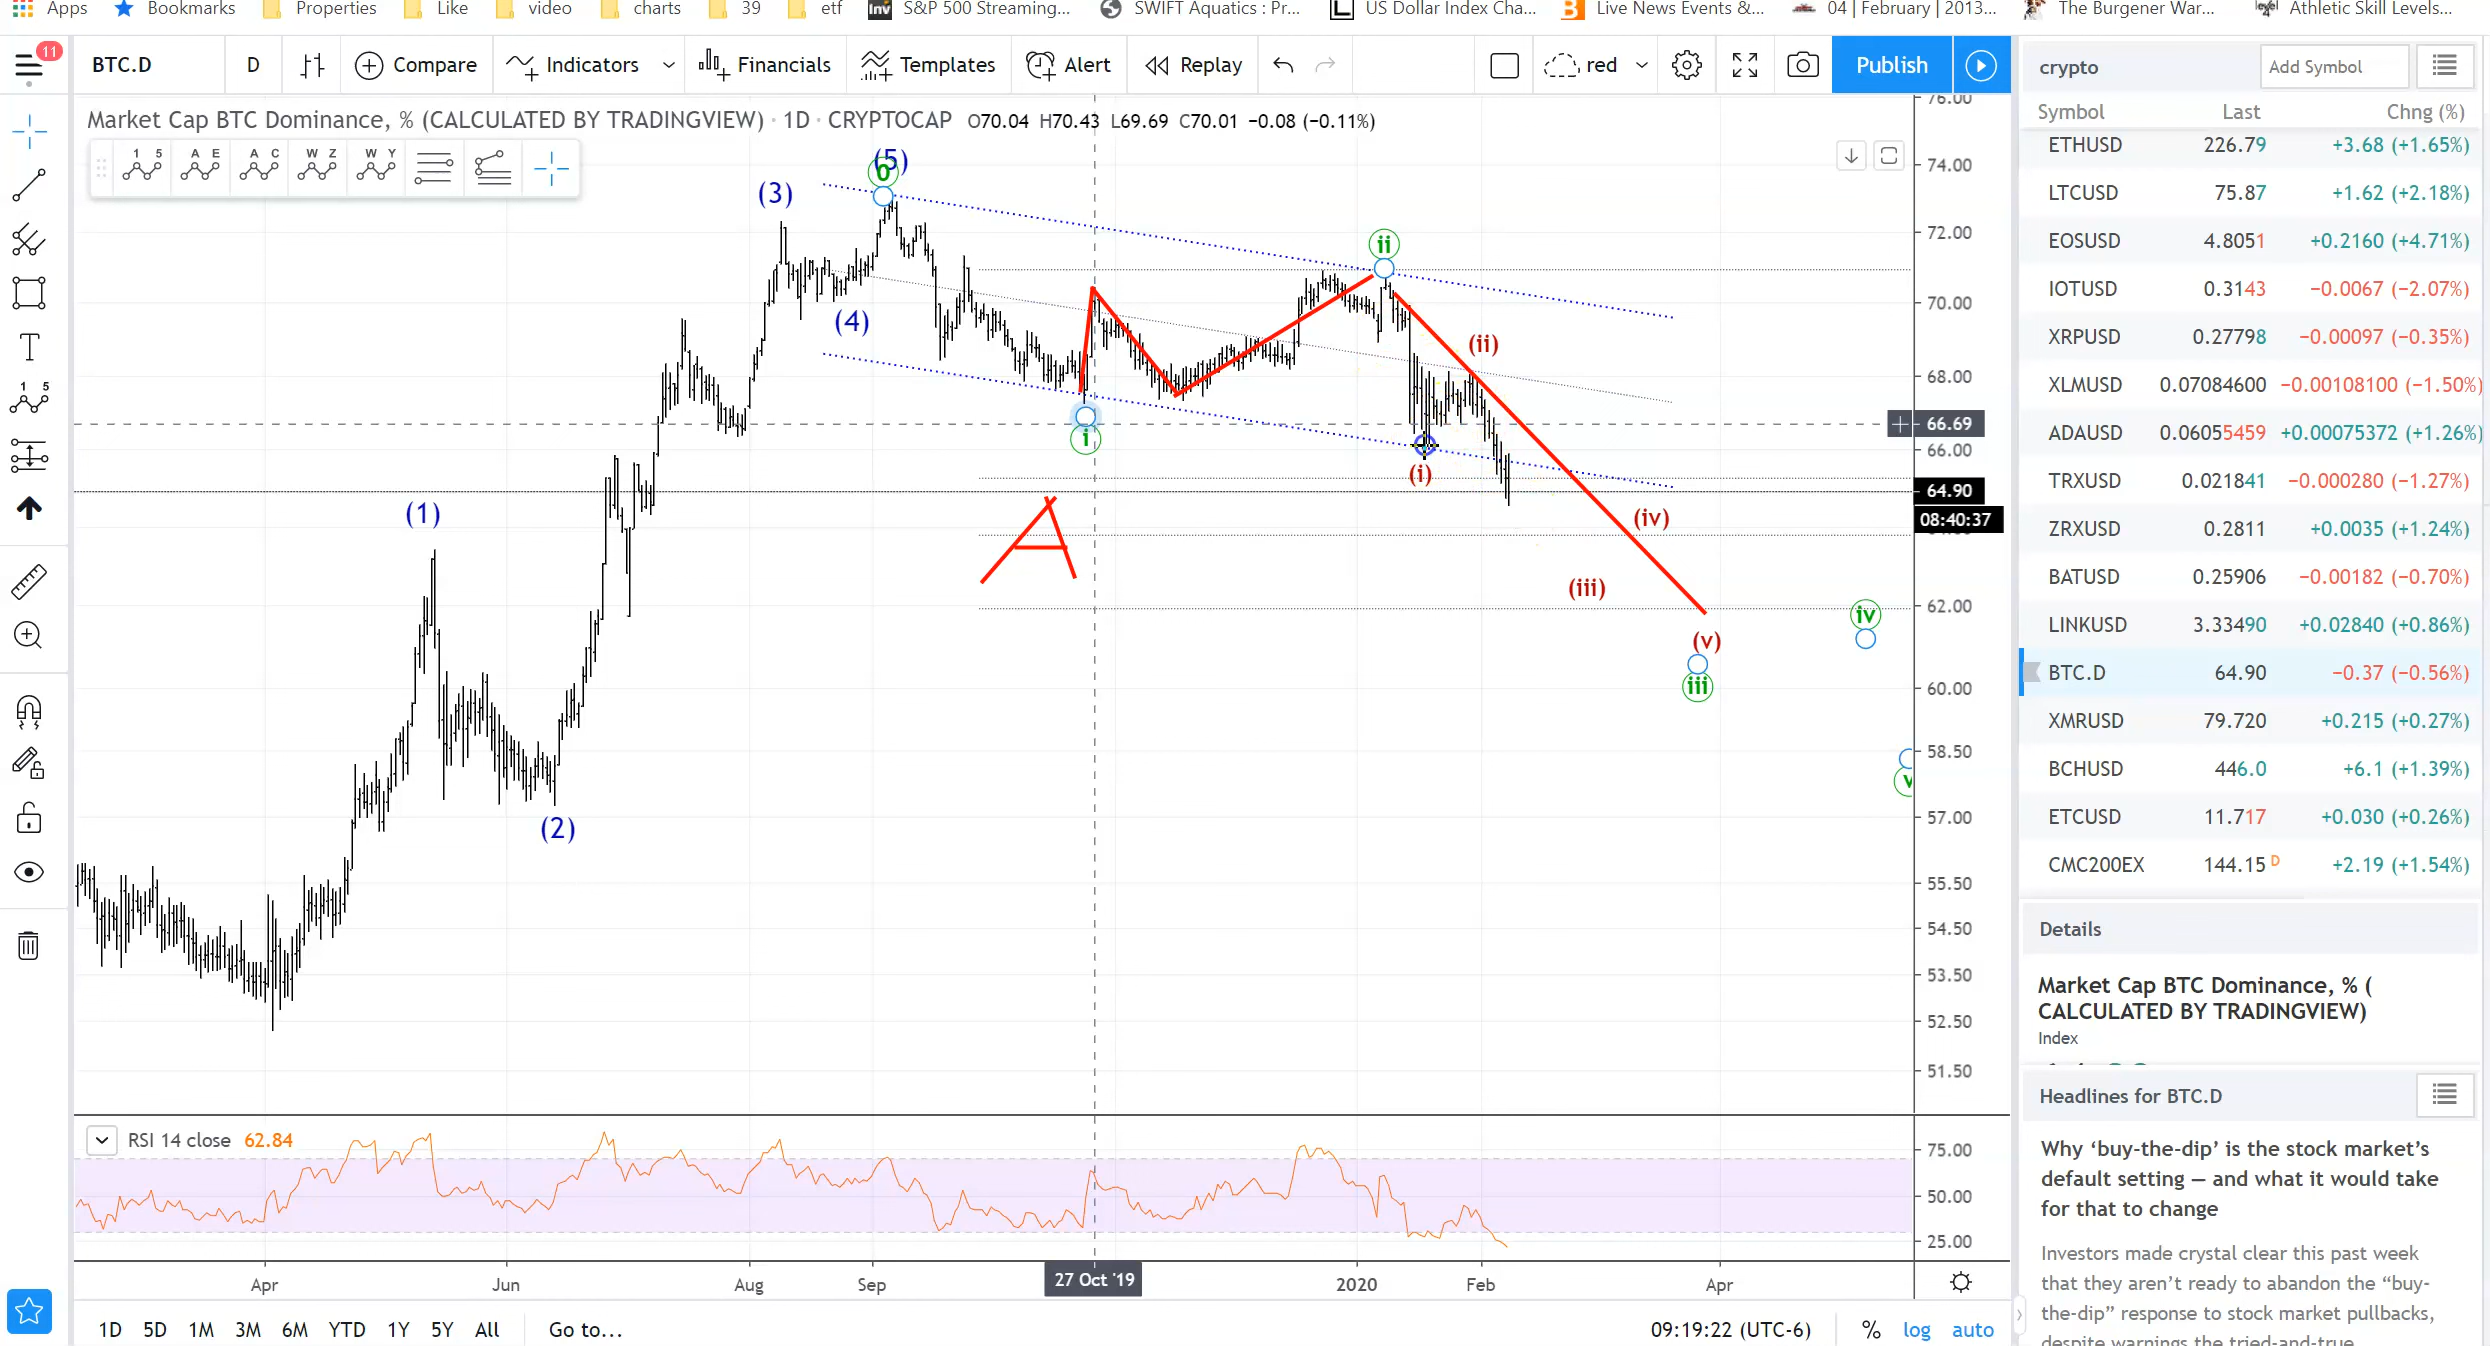 Apps Bookmarks Properties Like video charts 39 etf Inv S&P 500 Streaming... SWIFT Aquatics : Pr... L US Dollar Index Cha... B Live News Events &... 04 | February | 2013... The Burgener War... Athletic Skill Levels...
11 BTC.D D Compare Indicators Financials Templates Alert Replay red Publish
crypto Add Symbol
Market Cap BTC Dominance, % (CALCULATED BY TRADINGVIEW) · 1D · CRYPTOCAP O70.04 H70.43 L69.69 C70.01 −0.08 (−0.11%)
1 5 A E A C W Z W Y
Symbol Last Chng (%)
ETHUSD 226.79 +3.68 (+1.65%)
LTCUSD 75.87 +1.62 (+2.18%)
EOSUSD 4.8051 +0.2160 (+4.71%)
IOTUSD 0.3143 −0.0067 (−2.07%)
XRPUSD 0.27798 −0.00097 (−0.35%)
XLMUSD 0.07084600 −0.00108100 (−1.50%)
ADAUSD 0.06055459 +0.00075372 (+1.26%)
TRXUSD 0.021841 −0.000280 (−1.27%)
ZRXUSD 0.2811 +0.0035 (+1.24%)
BATUSD 0.25906 −0.00182 (−0.70%)
LINKUSD 3.33490 +0.02840 (+0.86%)
BTC.D 64.90 −0.37 (−0.56%)
XMRUSD 79.720 +0.215 (+0.27%)
BCHUSD 446.0 +6.1 (+1.39%)
ETCUSD 11.717 +0.030 (+0.26%)
CMC200EX 144.15 D +2.19 (+1.54%)
Details
Market Cap BTC Dominance, % (
CALCULATED BY TRADINGVIEW)
Index
Headlines for BTC.D
Why ‘buy-the-dip’ is the stock market’s
default setting — and what it would take
for that to change
Investors made crystal clear this past week
that they aren’t ready to abandon the “buy-
the-dip” response to stock market pullbacks,
despite warnings the tried-and-true
76.00
74.00
72.00
70.00
68.00
66.69
66.00
64.90
08:40:37
62.00
60.00
58.50
57.00
55.50
54.50
53.50
52.50
51.50
(1)
(2)
(3)
(4)
(5)
0
i
ii
(i)
(ii)
(iii)
(iv)
(v)
iii
iv
v
A
T
1 5
RSI 14 close 62.84
75.00
50.00
25.00
Apr Jun Aug Sep 27 Oct '19 2020 Feb Apr
1D 5D 1M 3M 6M YTD 1Y 5Y All Go to... 09:19:22 (UTC-6) % log auto